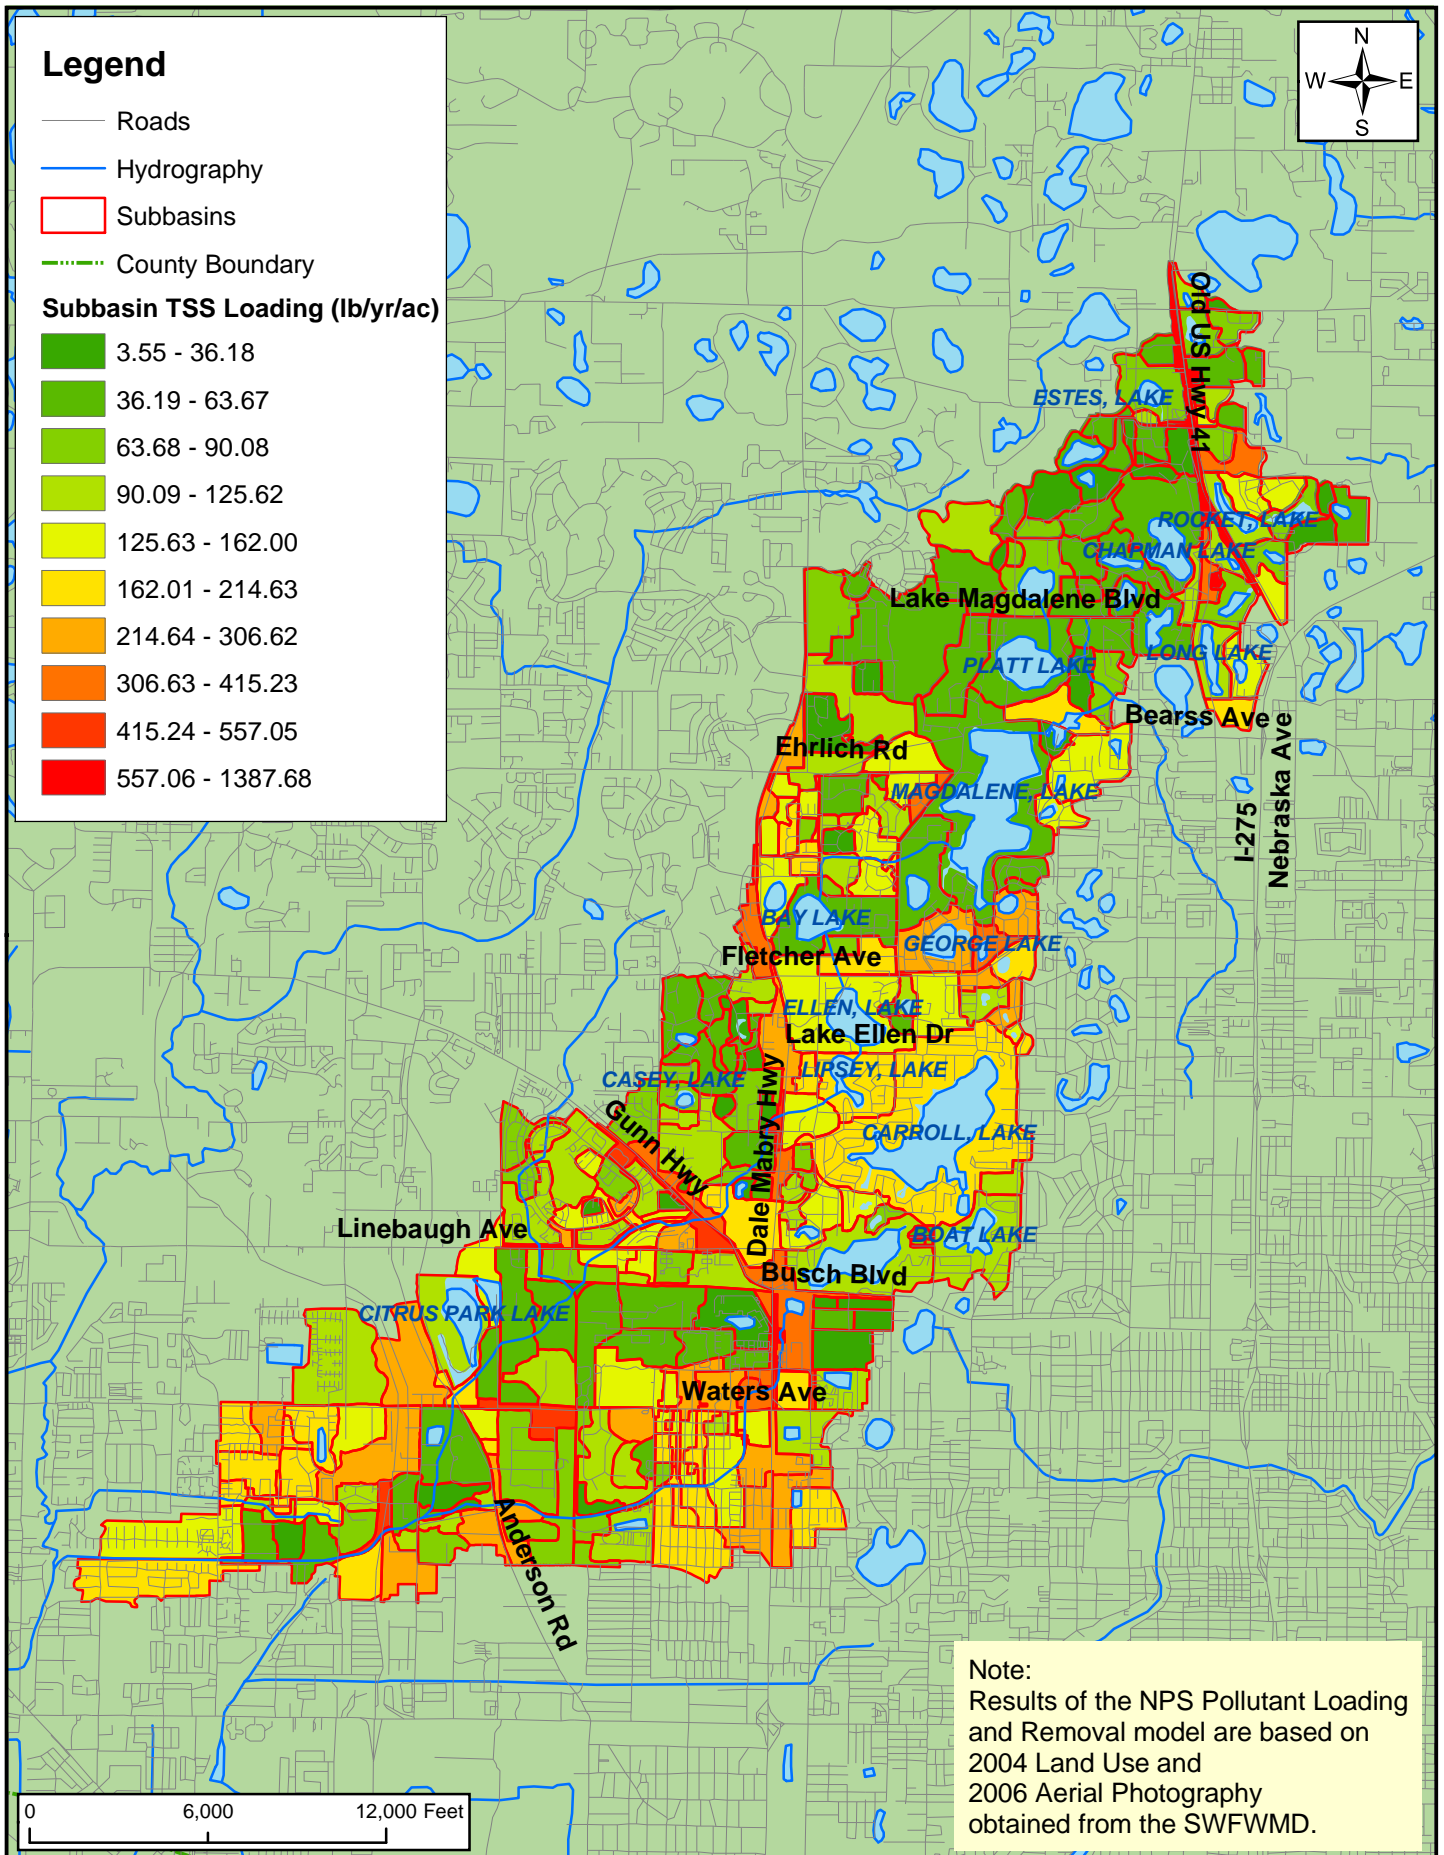 Legend
Roads
Hydrography
Subbasins
County Boundary
Subbasin TSS Loading (lb/yr/ac)
3.55 - 36.18
36.19 - 63.67
63.68 - 90.08
90.09 - 125.62
125.63 - 162.00
162.01 - 214.63
214.64 - 306.62
306.63 - 415.23
415.24 - 557.05
557.06 - 1387.68
N
W E
S
Old US Hwy 41
ESTES, LAKE
ROCKET, LAKE
CHAPMAN LAKE
Lake Magdalene Blvd
LONG LAKE
PLATT LAKE
Bearss Ave
Ehrlich Rd
MAGDALENE, LAKE
I-275
Nebraska Ave
BAY LAKE
GEORGE LAKE
Fletcher Ave
ELLEN, LAKE
Lake Ellen Dr
LIPSEY, LAKE
CASEY, LAKE
Gunn Hwy
Dale Mabry Hwy
CARROLL, LAKE
Linebaugh Ave
BOAT LAKE
Busch Blvd
CITRUS PARK LAKE
Waters Ave
Anderson Rd
Note:
Results of the NPS Pollutant Loading
and Removal model are based on
2004 Land Use and
2006 Aerial Photography
obtained from the SWFWMD.
0 6,000 12,000 Feet